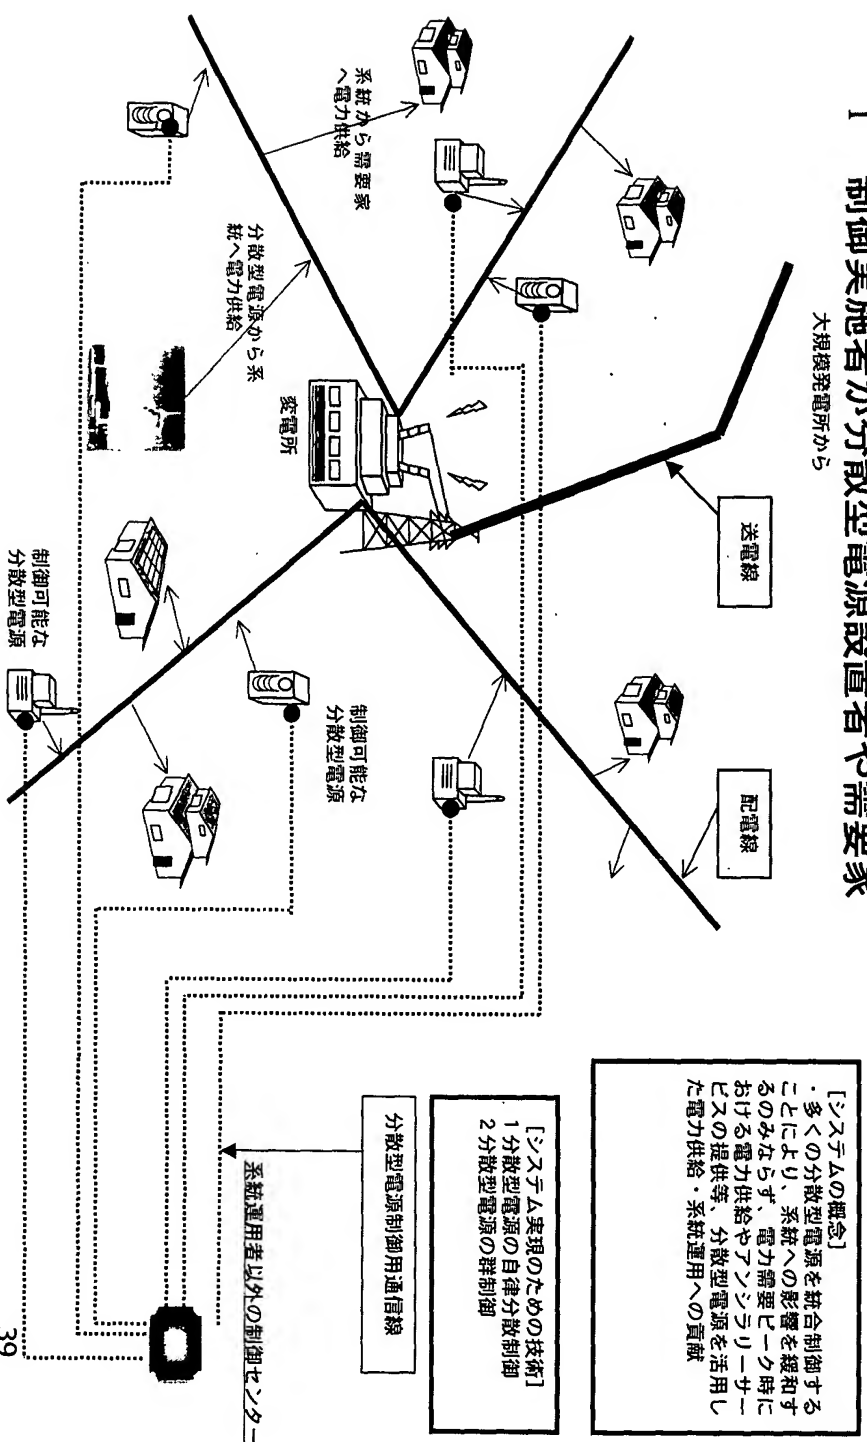 1 制御実施者が分散型電源設置者や需要家
大規模発電所から
送電線
配電線
系統から需要家
へ電力供給
分散型電源から系
統へ電力供給
変電所
制御可能な
分散型電源
制御可能な
分散型電源
[システムの概念]
・多くの分散型電源を統合制御する
ことにより、系統への影響を緩和す
るのみならず、電力需要ピーク時に
おける電力供給やアンシラリーサー
ビスの提供等、分散型電源を活用し
た電力供給・系統運用への貢献
[システム実現のための技術]
1 分散型電源の自律分散制御
2 分散型電源の群制御
分散型電源制御用通信線
系統運用者以外の制御センター
39